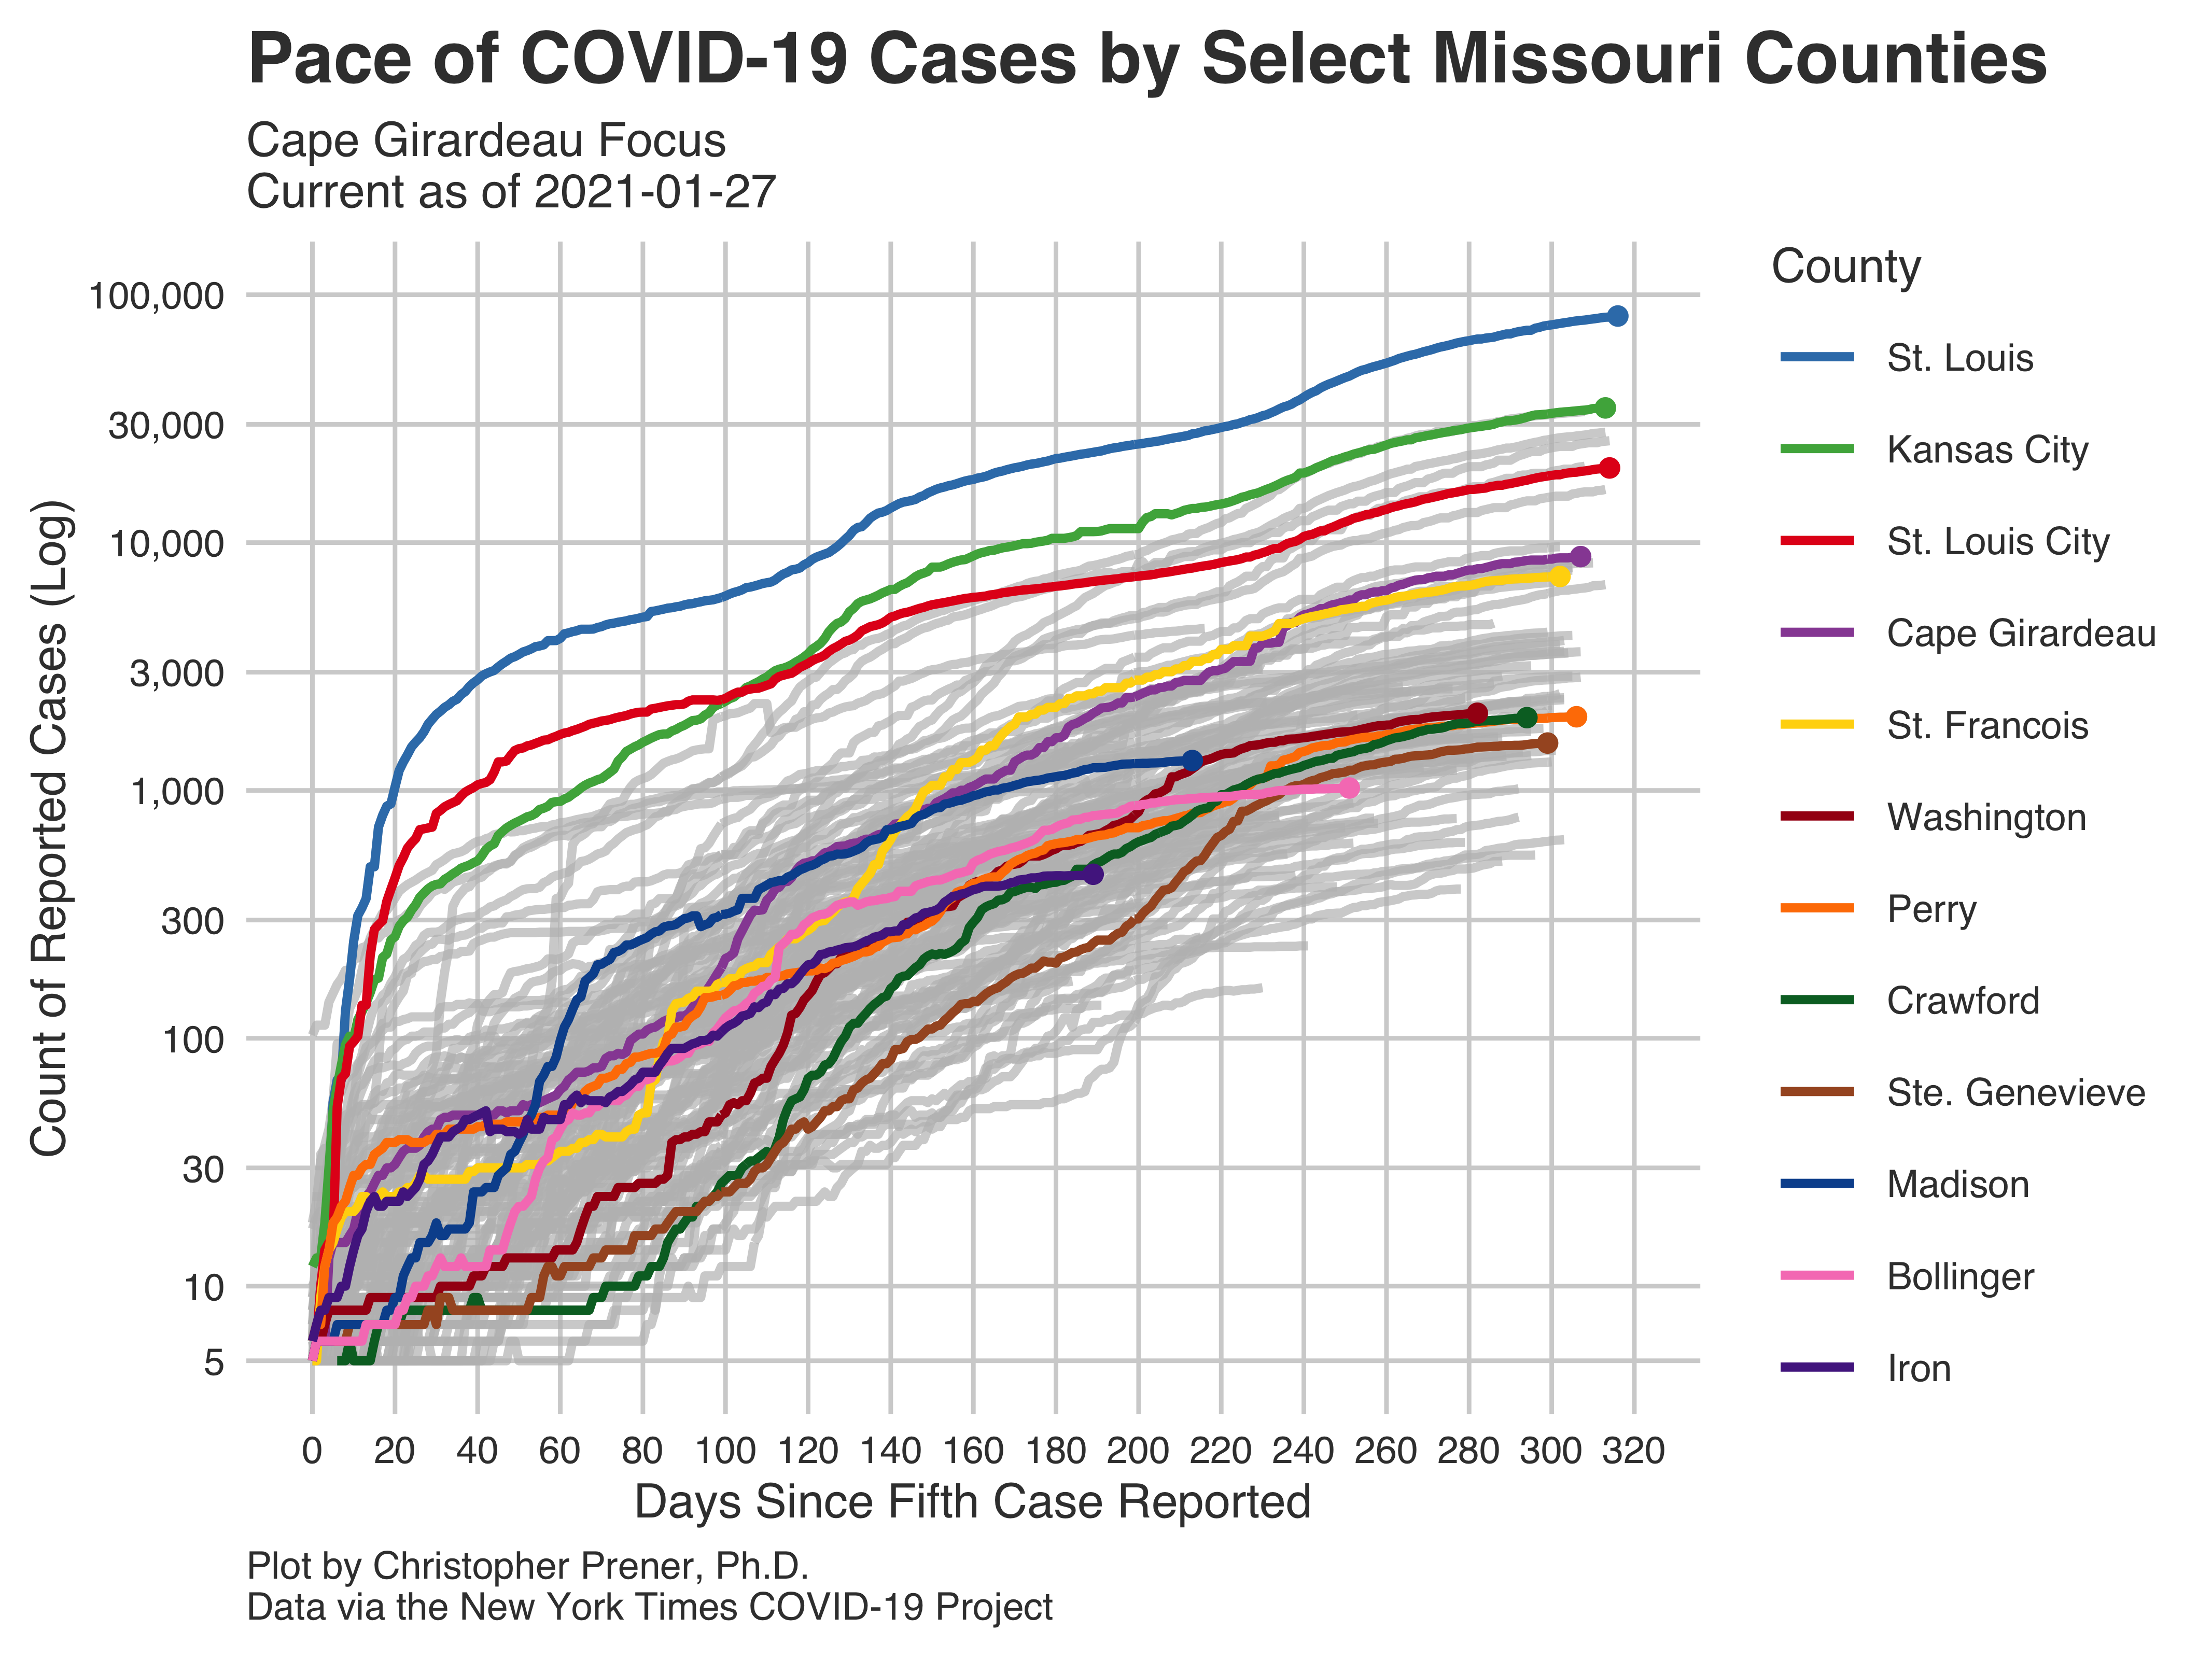 Pace of COVID-19 Cases by Select Missouri Counties
Cape Girardeau Focus
Current as of 2021-01-27
Count of Reported Cases (Log)
100,000
30,000
10,000
3,000
1,000
300
100
30
10
5
0 20 40 60 80 100 120 140 160 180 200 220 240 260 280 300 320
Days Since Fifth Case Reported
County
St. Louis
Kansas City
St. Louis City
Cape Girardeau
St. Francois
Washington
Perry
Crawford
Ste. Genevieve
Madison
Bollinger
Iron
Plot by Christopher Prener, Ph.D.
Data via the New York Times COVID-19 Project